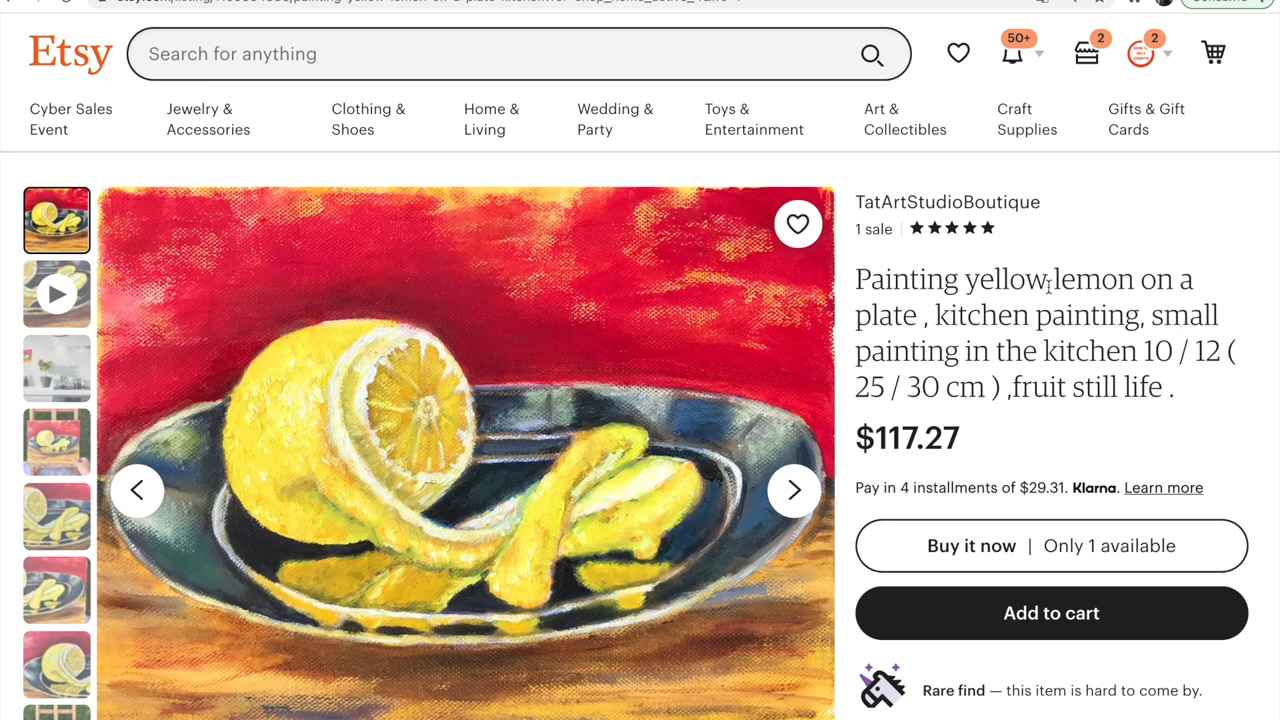 Etsy
Search for anything
50+
2
2
Cyber Sales
Event
Jewelry &
Accessories
Clothing &
Shoes
Home &
Living
Wedding &
Party
Toys &
Entertainment
Art &
Collectibles
Craft
Supplies
Gifts & Gift
Cards
TatArtStudioBoutique
1 sale
Painting yellow lemon on a
plate , kitchen painting, small
painting in the kitchen 10 / 12 (
25 / 30 cm ) ,fruit still life .
$117.27
Pay in 4 installments of $29.31. Klarna. Learn more
Buy it now | Only 1 available
Add to cart
Rare find — this item is hard to come by.